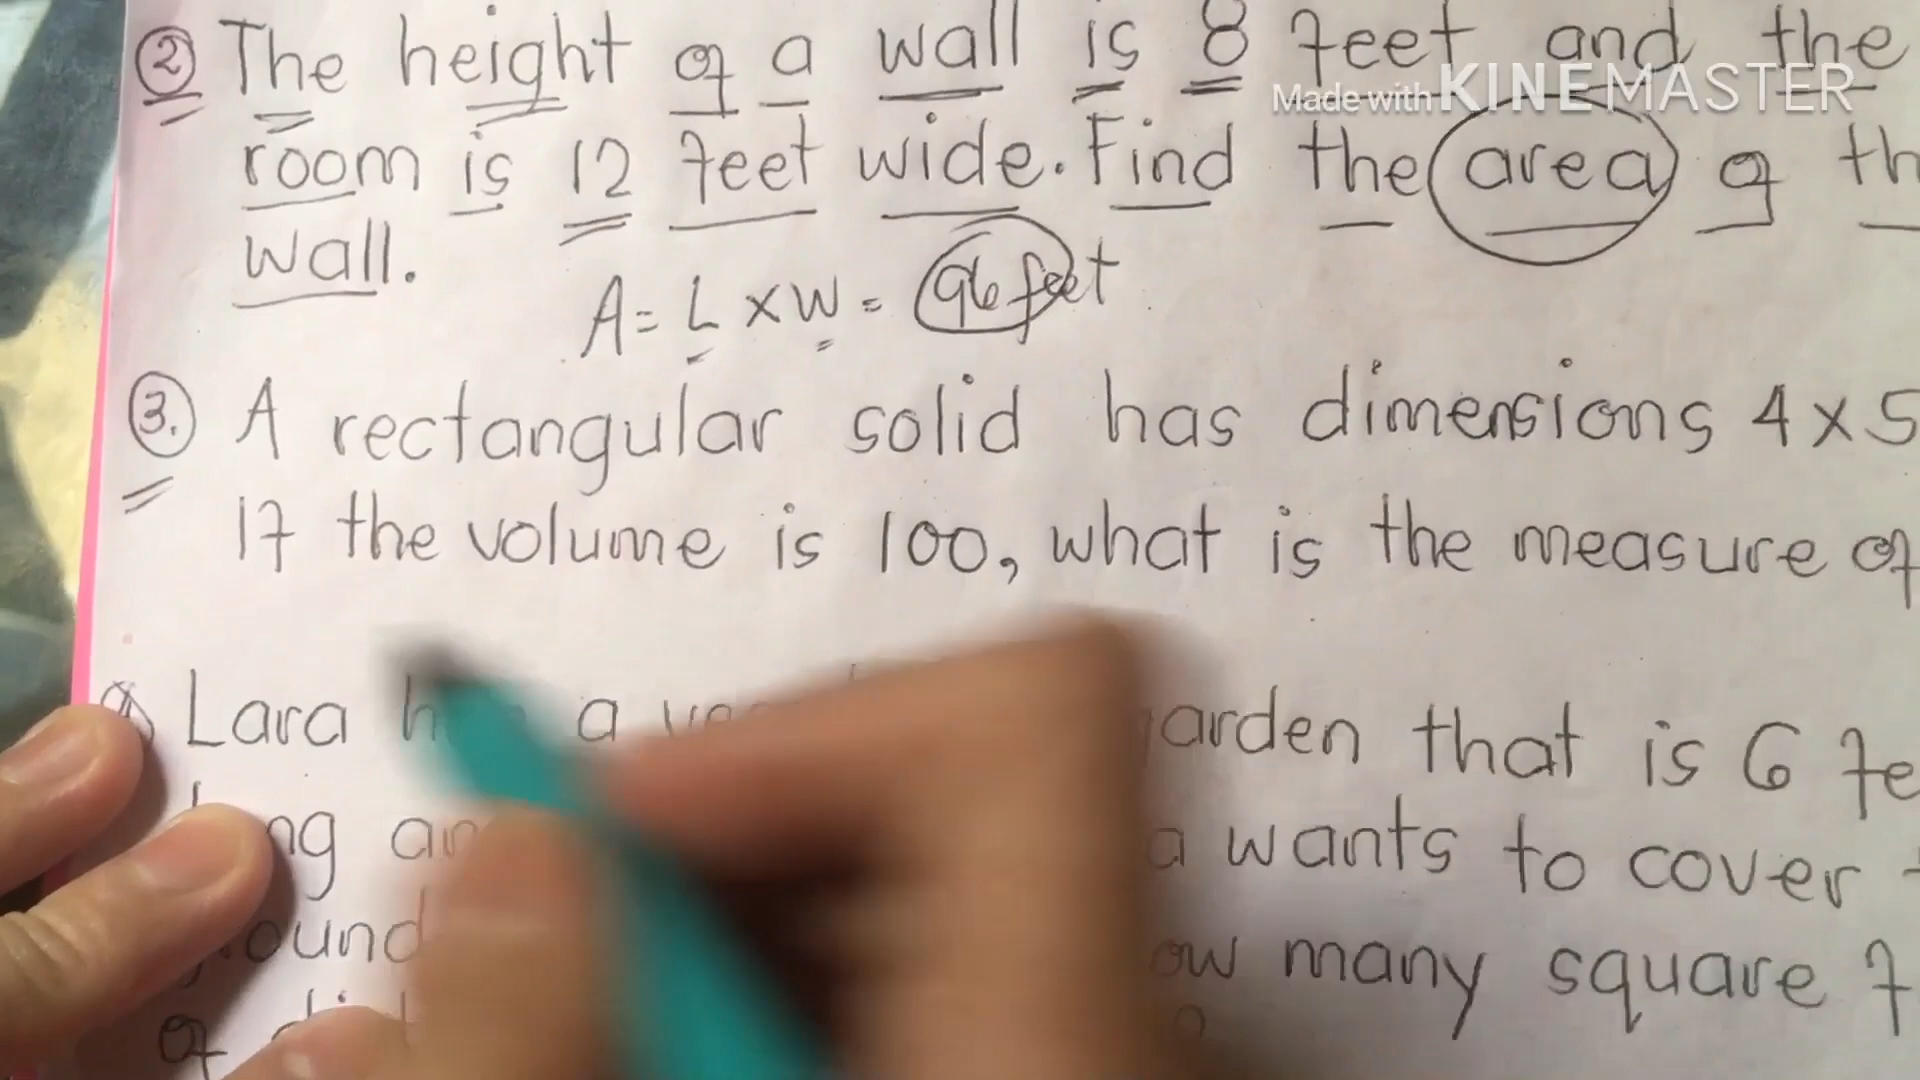 ② The height of a wall is 8 feet and the
Made with KINEMASTER
room is 12 feet wide. Find the area of th
wall.
A = L x W = 96 feet
3. A rectangular solid has dimensions 4 x 5
If the volume is 100, what is the measure of
Lara a garden that is 6 fe
wants to cover
many square f
of